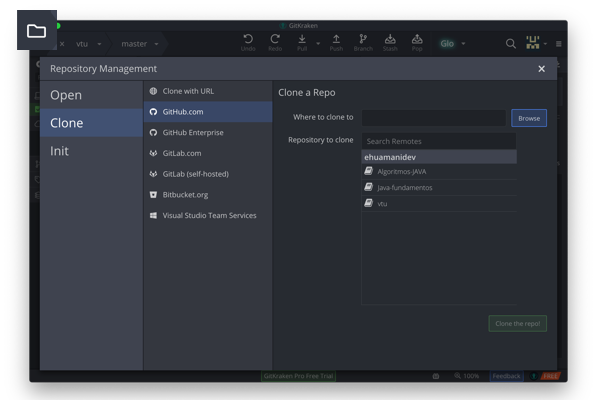 GitKraken
vtu
master
Undo
Redo
Pull
Push
Branch
Stash
Pop
Glo
Repository Management
Open
Clone
Init
Clone with URL
GitHub.com
GitHub Enterprise
GitLab.com
GitLab (self-hosted)
Bitbucket.org
Visual Studio Team Services
Clone a Repo
Where to clone to
Browse
Repository to clone
Search Remotes
ehuamanidev
Algoritmos-JAVA
java-fundamentos
vtu
Clone the repo!
GitKraken Pro Free Trial
100%
Feedback
FREE